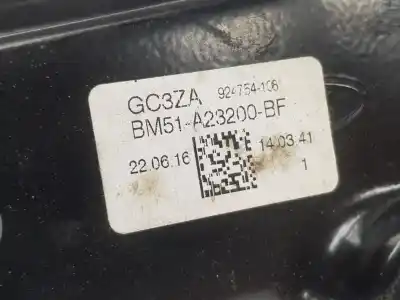 GC3ZA 924754-106
BM51-A23200-BF
22.06.16 14:03:41
1